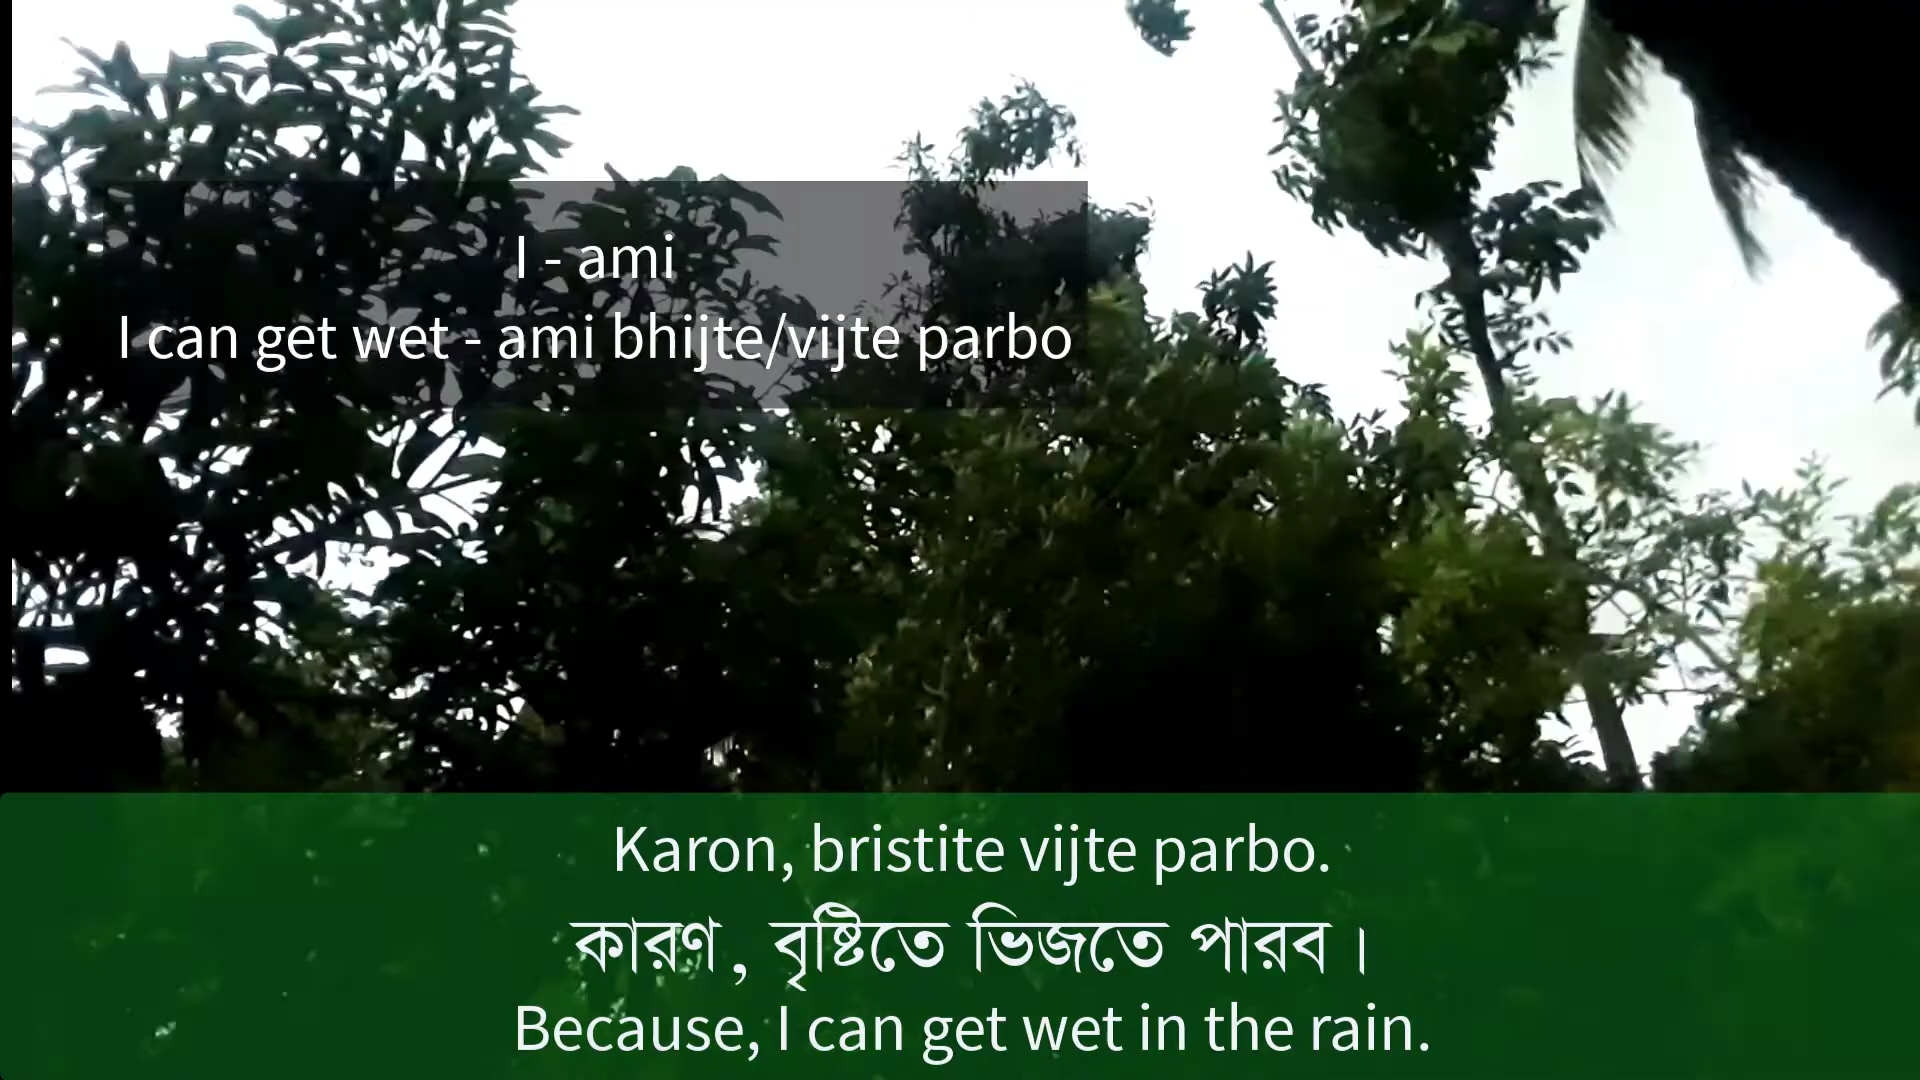 I - ami
I can get wet - ami bhijte/vijte parbo
Karon, bristite vijte parbo.
কারণ, বৃষ্টিতে ভিজতে পারব।
Because, I can get wet in the rain.